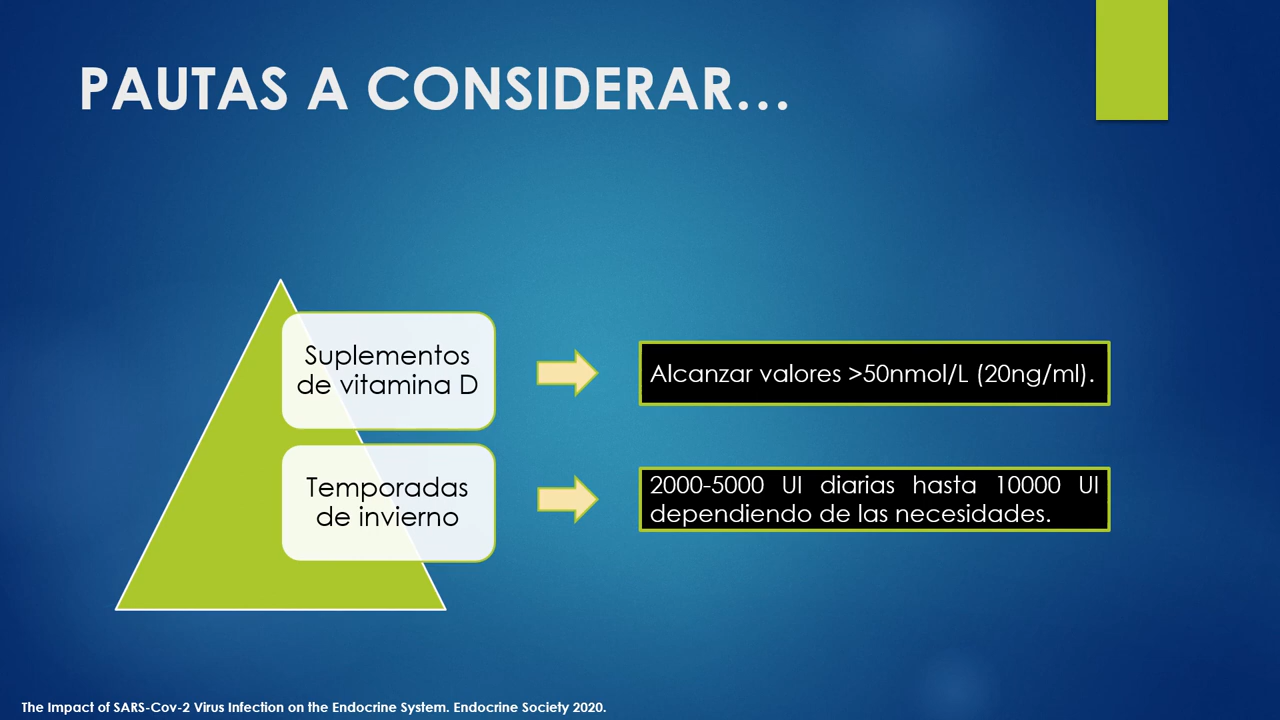 PAUTAS A CONSIDERAR...
Suplementos
de vitamina D
Alcanzar valores >50nmol/L (20ng/ml).
Temporadas
de invierno
2000-5000 UI diarias hasta 10000 UI
dependiendo de las necesidades.
The Impact of SARS-Cov-2 Virus Infection on the Endocrine System. Endocrine Society 2020.